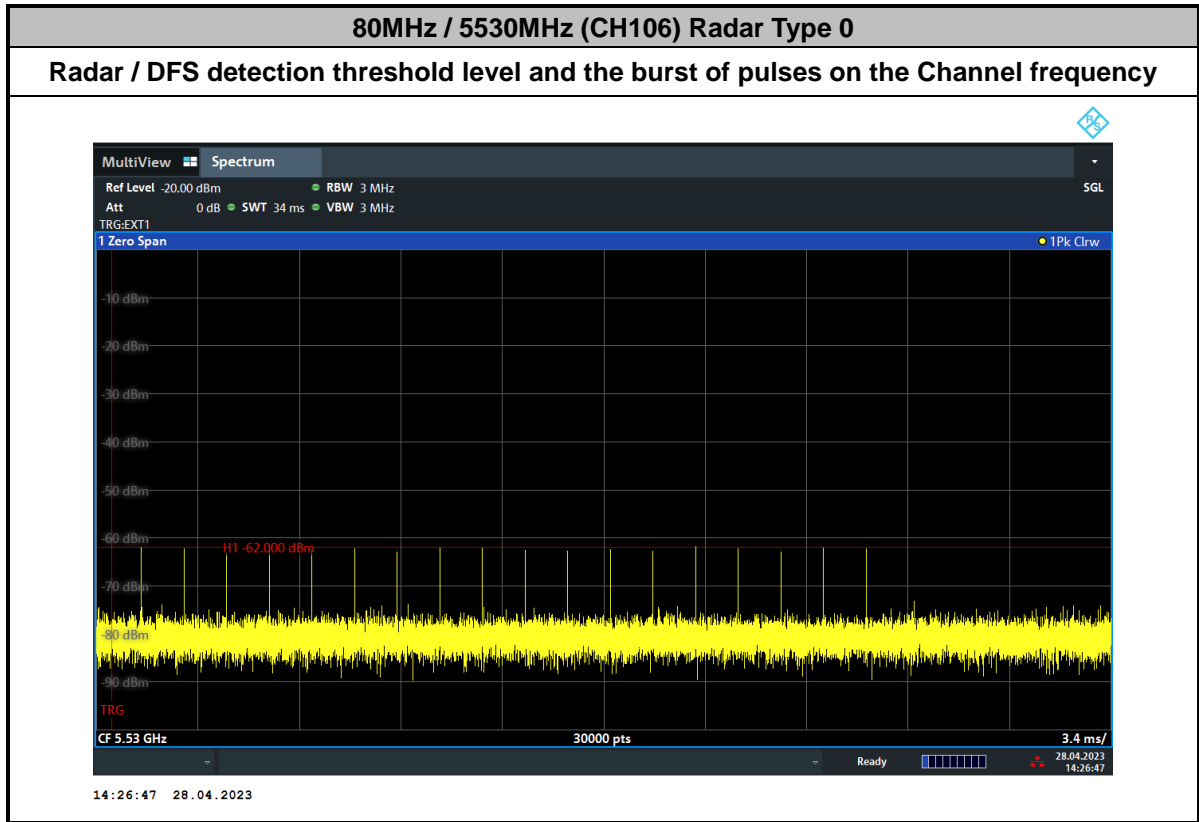 80MHz / 5530MHz (CH106) Radar Type 0
Radar / DFS detection threshold level and the burst of pulses on the Channel frequency
R S
MultiView Spectrum
Ref Level -20.00 dBm RBW 3 MHz SGL
Att 0 dB SWT 34 ms VBW 3 MHz
TRG:EXT1
1 Zero Span 1Pk Clrw
-10 dBm
-20 dBm
-30 dBm
-40 dBm
-50 dBm
-60 dBm
H1 -62.000 dBm
-70 dBm
-80 dBm
-90 dBm
TRG
CF 5.53 GHz 30000 pts 3.4 ms/
Ready 28.04.2023
14:26:47
14:26:47 28.04.2023